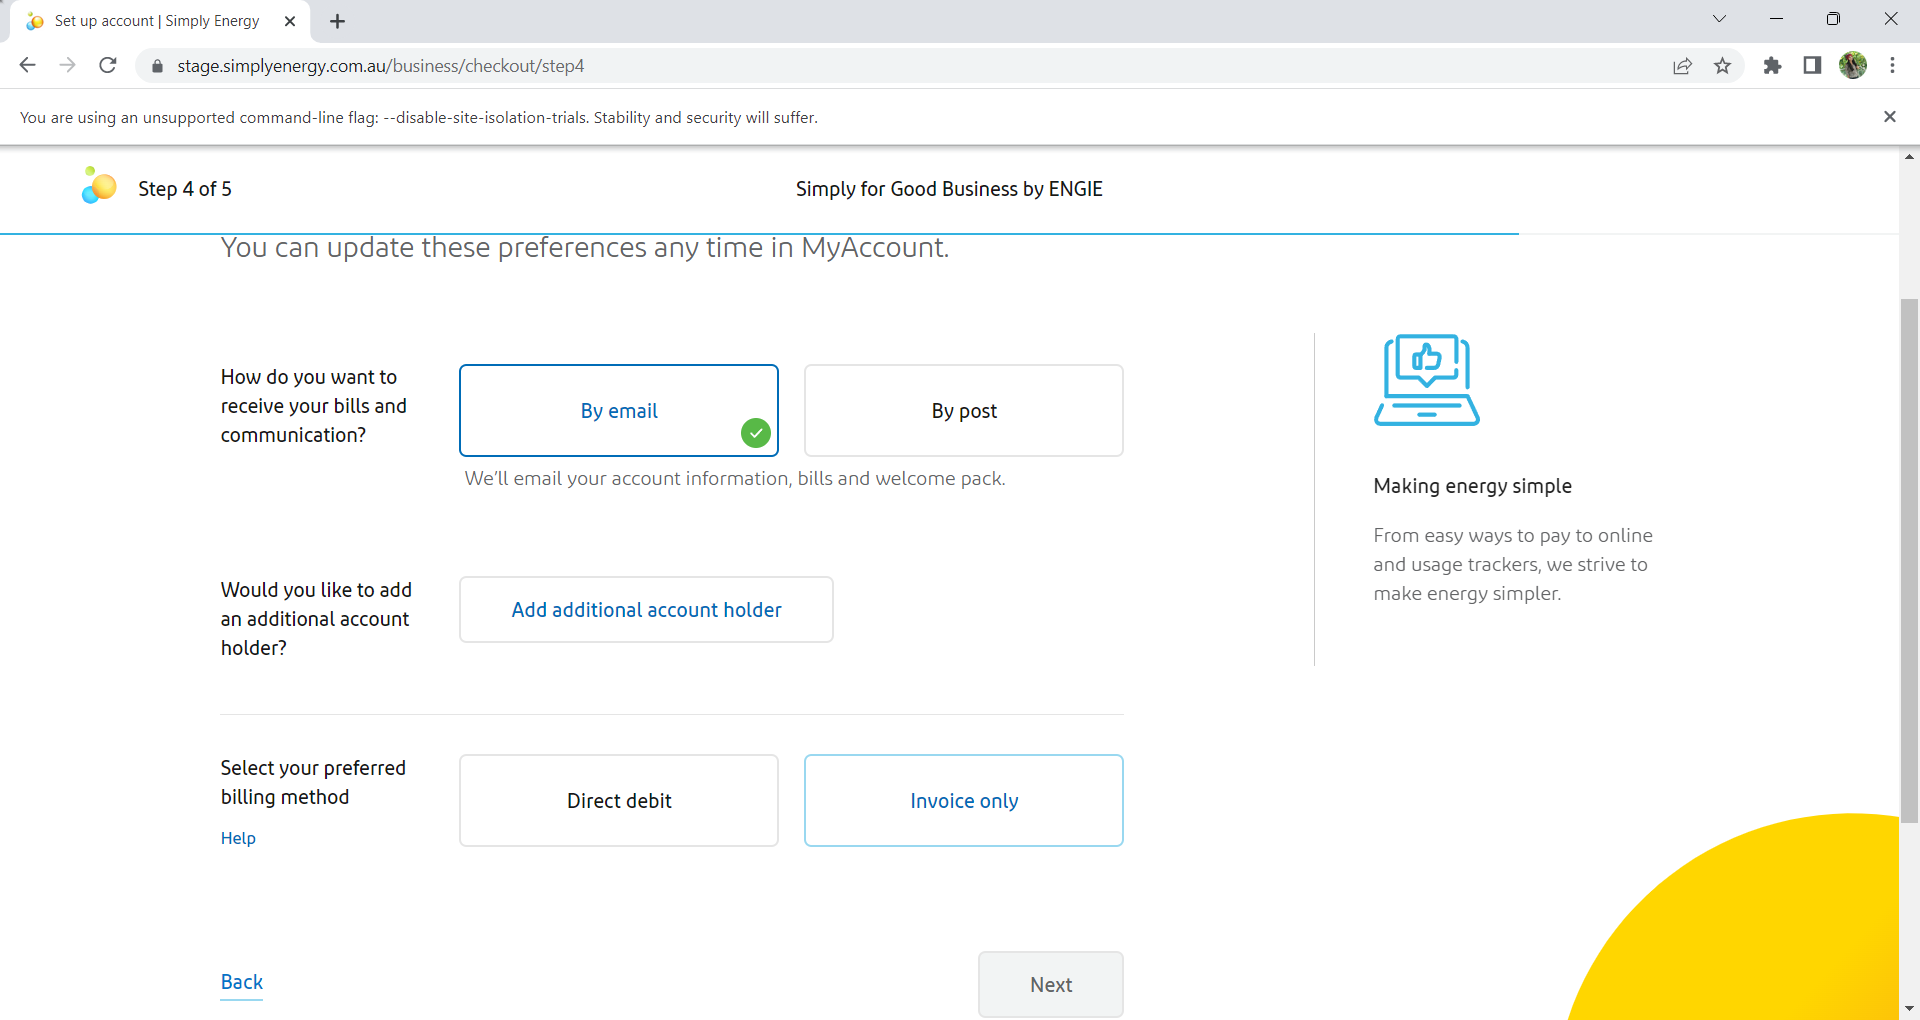 Set up account | Simply Energy
stage.simplyenergy.com.au/business/checkout/step4
You are using an unsupported command-line flag: --disable-site-isolation-trials. Stability and security will suffer.
Step 4 of 5
Simply for Good Business by ENGIE
You can update these preferences any time in MyAccount.
How do you want to
receive your bills and
communication?
By email
By post
We'll email your account information, bills and welcome pack.
Would you like to add
an additional account
holder?
Add additional account holder
Select your preferred
billing method
Help
Direct debit
Invoice only
Making energy simple
From easy ways to pay to online
and usage trackers, we strive to
make energy simpler.
Back
Next